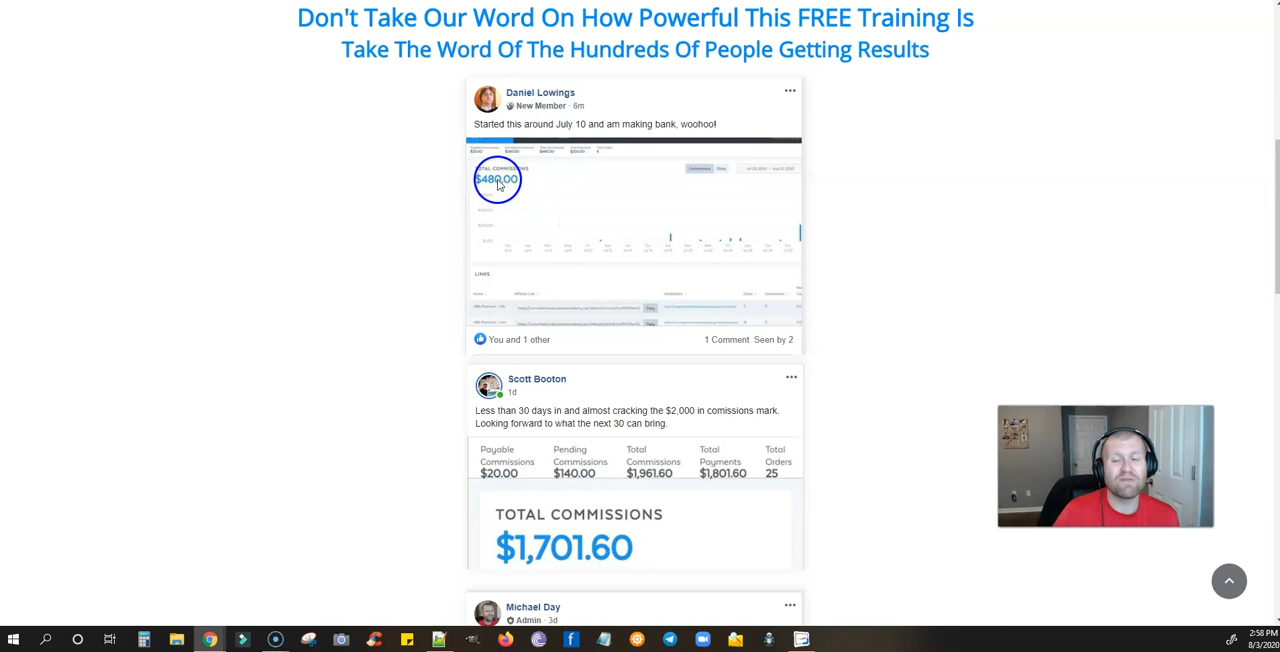 Don't Take Our Word On How Powerful This FREE Training Is
Take The Word Of The Hundreds Of People Getting Results
Daniel Lowings
New Member · 6m
Started this around July 10 and am making bank, woohoo!
TOTAL COMMISSIONS
$480.00
LINKS
You and 1 other
1 Comment Seen by 2
Scott Booton
1d
Less than 30 days in and almost cracking the $2,000 in comissions mark.
Looking forward to what the next 30 can bring.
Payable Pending Total Total Total
Commissions Commissions Commissions Payments Orders
$20.00 $140.00 $1,961.60 $1,801.60 25
TOTAL COMMISSIONS
$1,701.60
Michael Day
Admin · 3d
2:58 PM
8/3/2020